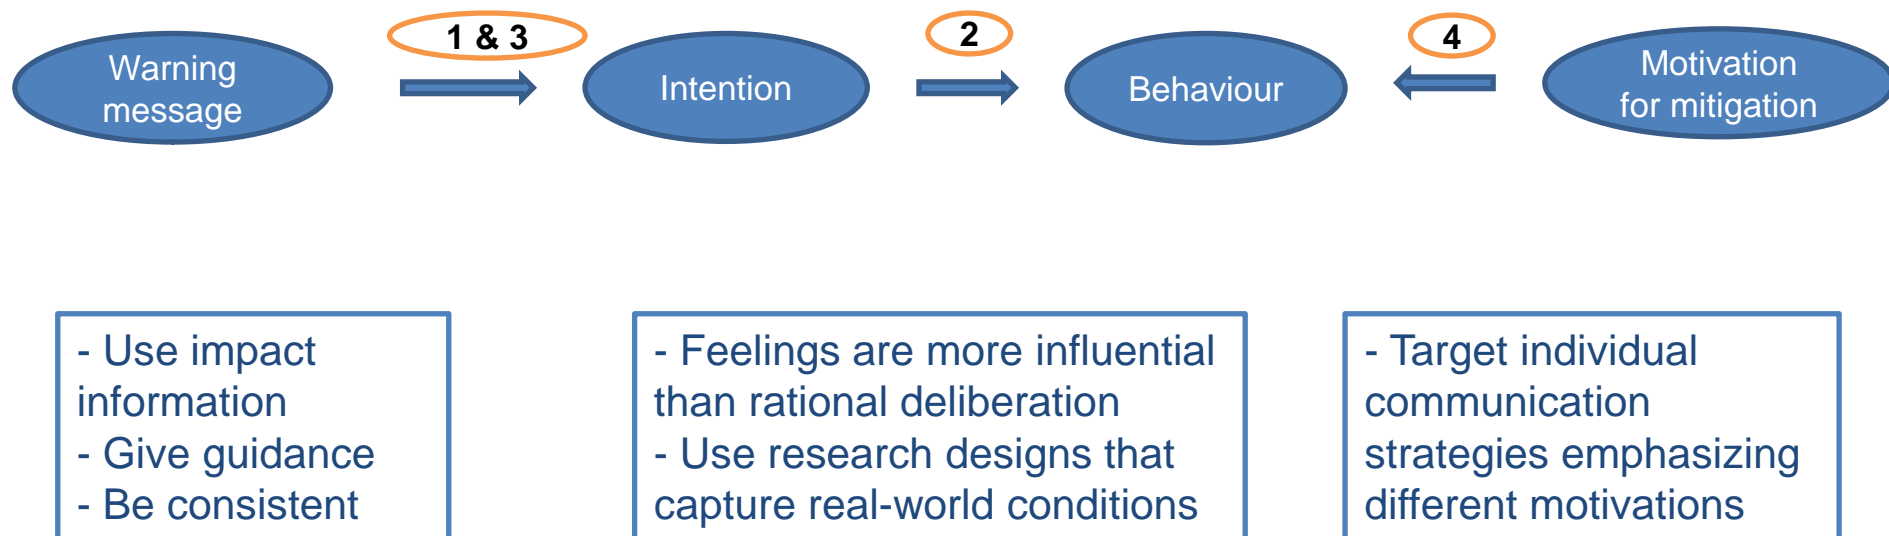 1 & 3
2
4
Warning
message
Intention
Behaviour
Motivation
for mitigation
- Use impact
information
- Give guidance
- Be consistent
- Feelings are more influential
than rational deliberation
- Use research designs that
capture real-world conditions
- Target individual
communication
strategies emphasizing
different motivations